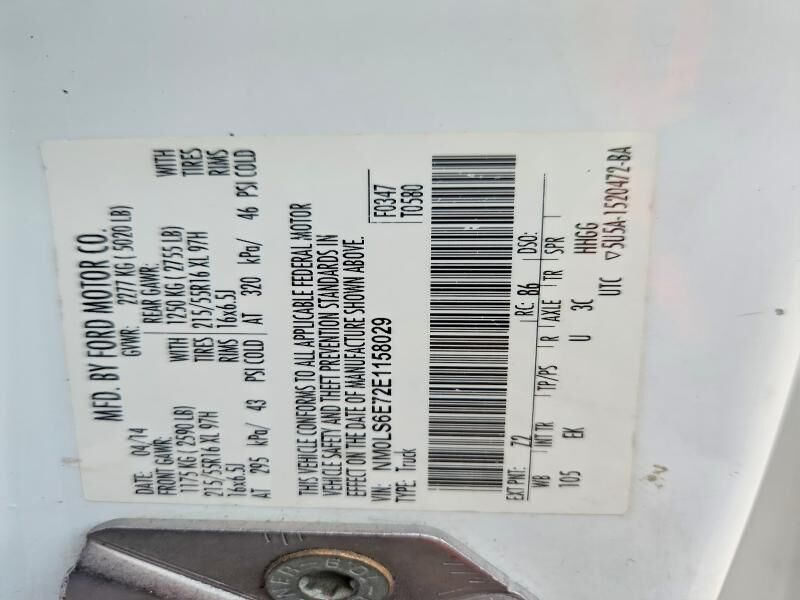 MFD. BY FORD MOTOR CO.
DATE: 04/14 GVWR: 2277 KG ( 5020 LB)
FRONT GAWR: REAR GAWR:
1175 KG ( 2590 LB) 1250 KG ( 2755 LB) WITH
215/55R16 XL 97H TIRES 215/55R16 XL 97H TIRES
16x6.5J RIMS 16x6.5J RIMS
AT 295 kPa/ 43 PSI COLD AT 320 kPa/ 46 PSI COLD
THIS VEHICLE CONFORMS TO ALL APPLICABLE FEDERAL MOTOR
VEHICLE SAFETY AND THEFT PREVENTION STANDARDS IN
EFFECT ON THE DATE OF MANUFACTURE SHOWN ABOVE.
VIN: NM0LS6E72E1158029 F0347
TYPE: Truck T0580
EXT PNT: Z2 RC: 86 DSO:
WB INT TR TP/PS R AXLE TR SPR
105 EK U 3C HHGG
UTC ▽5U5A-1520472-BA